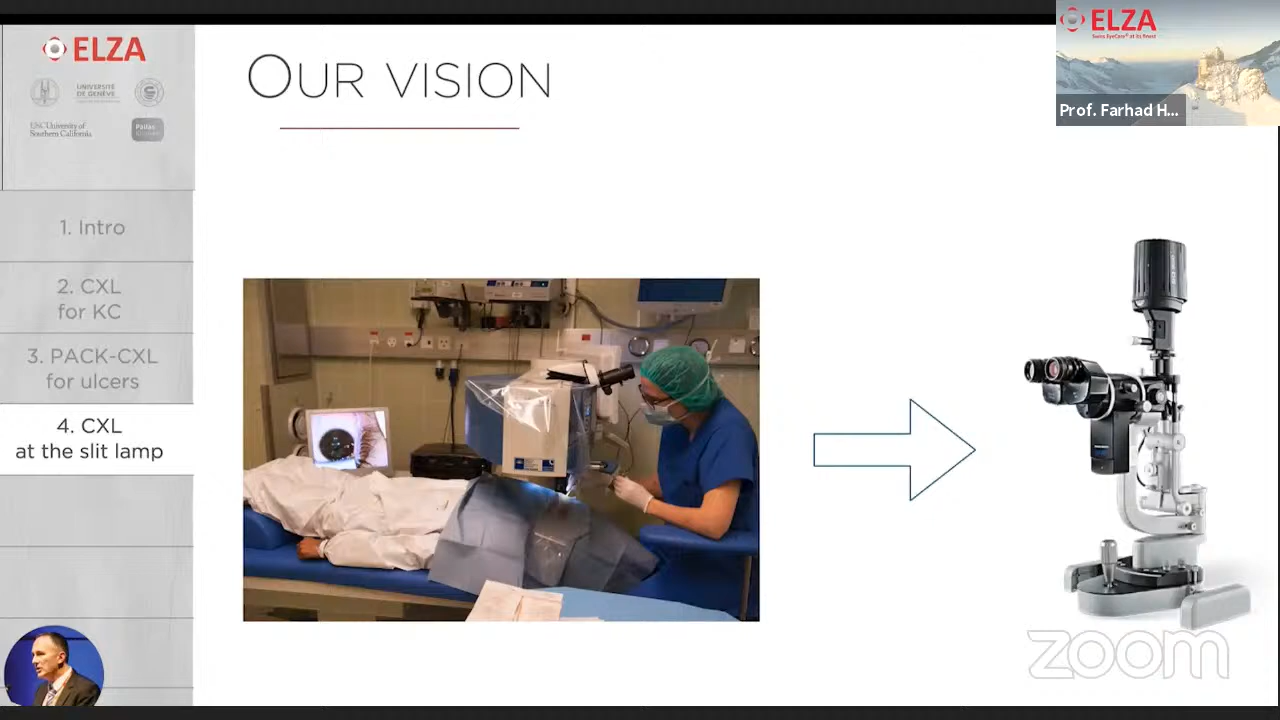 ELZA
UNIVERSITÉ
DE GENÈVE
USC University of
Southern California
Pallas
OUR VISION
1. Intro
2. CXL
for KC
3. PACK-CXL
for ulcers
4. CXL
at the slit lamp
ELZA
Swiss EyeCare® at its finest
Prof. Farhad H...
zoom